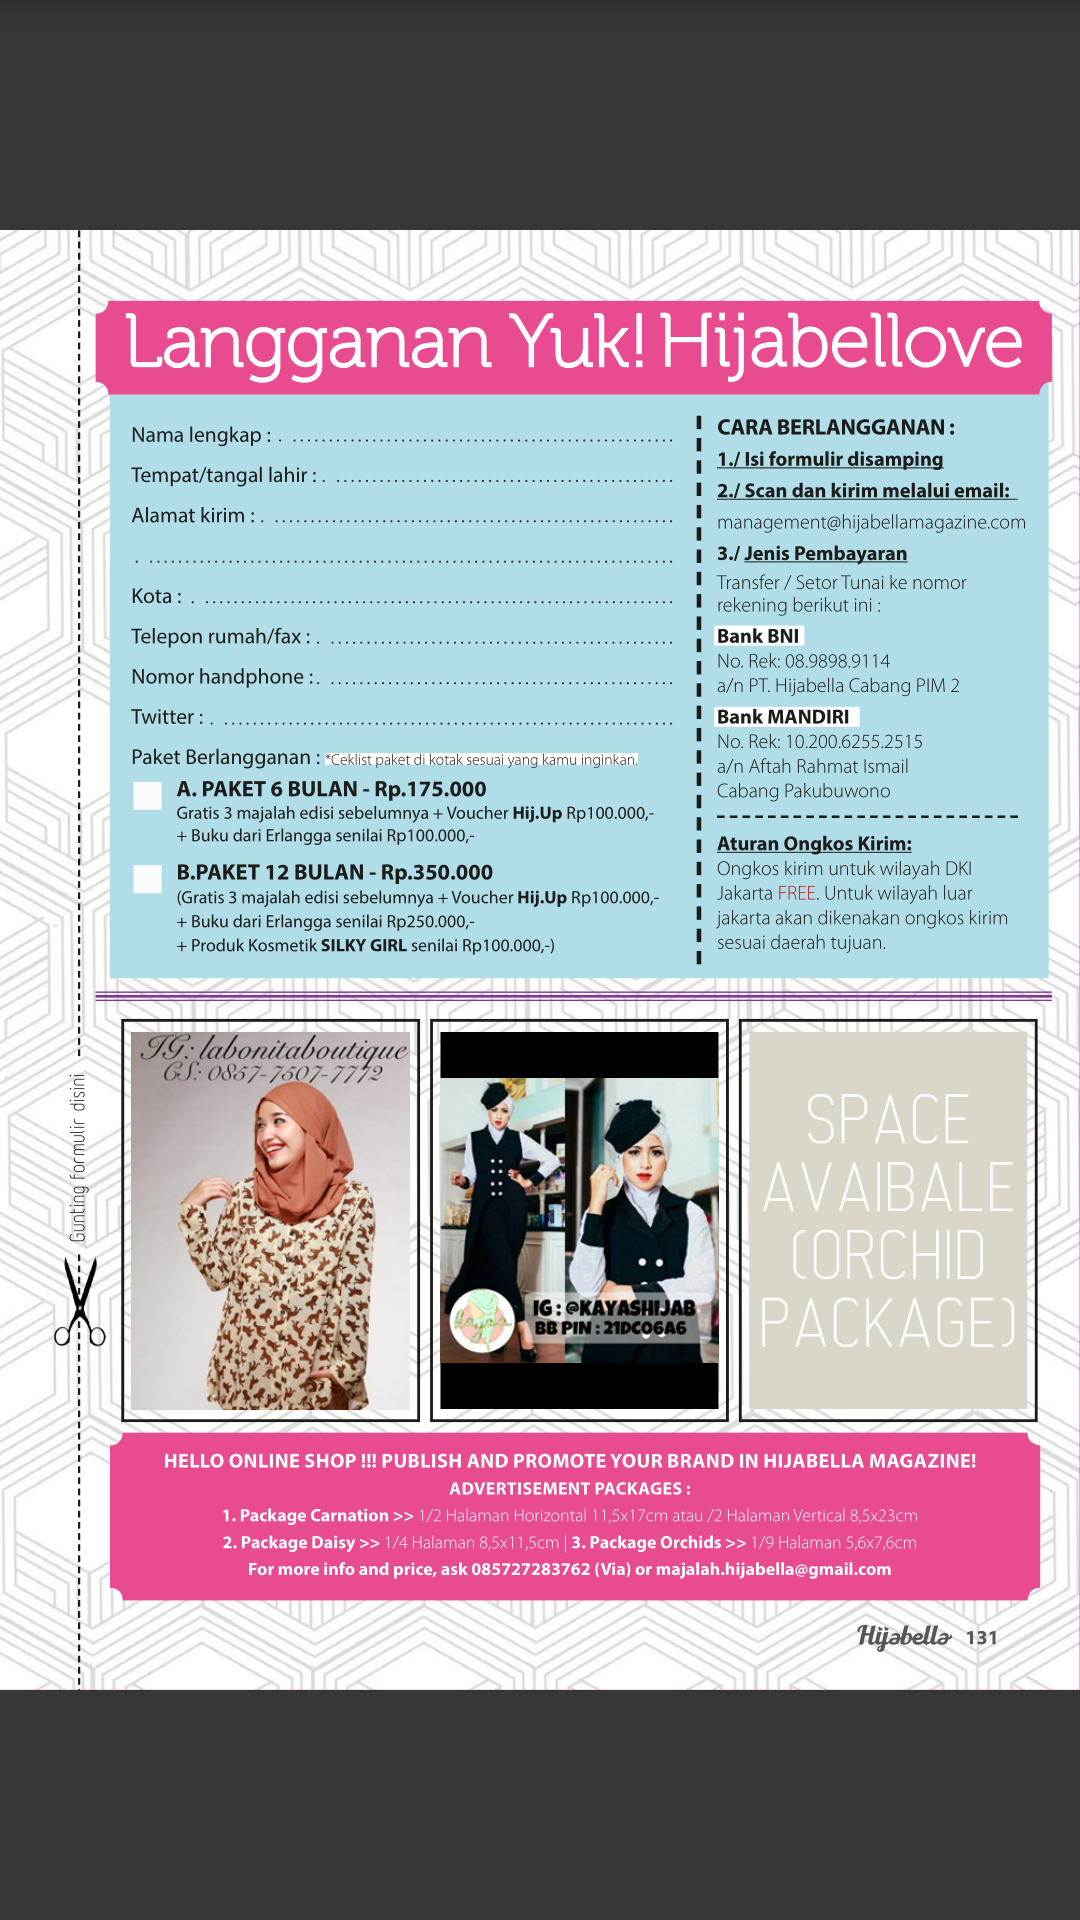 Langganan Yuk! Hijabellove
Nama lengkap : . ......................................................
Tempat/tangal lahir : . ................................................
Alamat kirim : . .........................................................
. ...........................................................................
Kota : . ...................................................................
Telepon rumah/fax : . .................................................
Nomor handphone : . .................................................
Twitter : . ................................................................
Paket Berlangganan : *Ceklist paket di kotak sesuai yang kamu inginkan.
A. PAKET 6 BULAN - Rp.175.000
Gratis 3 majalah edisi sebelumnya + Voucher Hij.Up Rp100.000,-
+ Buku dari Erlangga senilai Rp100.000,-
B.PAKET 12 BULAN - Rp.350.000
(Gratis 3 majalah edisi sebelumnya + Voucher Hij.Up Rp100.000,-
+ Buku dari Erlangga senilai Rp250.000,-
+ Produk Kosmetik SILKY GIRL senilai Rp100.000,-)
CARA BERLANGGANAN :
1./ Isi formulir disamping
2./ Scan dan kirim melalui email:
management@hijabellamagazine.com
3./ Jenis Pembayaran
Transfer / Setor Tunai ke nomor
rekening berikut ini :
Bank BNI
No. Rek: 08.9898.9114
a/n PT. Hijabella Cabang PIM 2
Bank MANDIRI
No. Rek: 10.200.6255.2515
a/n Aftah Rahmat Ismail
Cabang Pakubuwono
Aturan Ongkos Kirim:
Ongkos kirim untuk wilayah DKI
Jakarta FREE. Untuk wilayah luar
jakarta akan dikenakan ongkos kirim
sesuai daerah tujuan.
Gunting formulir disini
IG: labonitaboutique
CS: 0857-7507-7772
kayas
IG : @KAYASHIJAB
BB PIN : 21DC06A6
SPACE
AVAIBALE
(ORCHID
PACKAGE)
HELLO ONLINE SHOP !!! PUBLISH AND PROMOTE YOUR BRAND IN HIJABELLA MAGAZINE!
ADVERTISEMENT PACKAGES :
1. Package Carnation >> 1/2 Halaman Horizontal 11,5x17cm atau /2 Halaman Vertical 8,5x23cm
2. Package Daisy >> 1/4 Halaman 8,5x11,5cm | 3. Package Orchids >> 1/9 Halaman 5,6x7,6cm
For more info and price, ask 085727283762 (Via) or majalah.hijabella@gmail.com
Hijabella 131